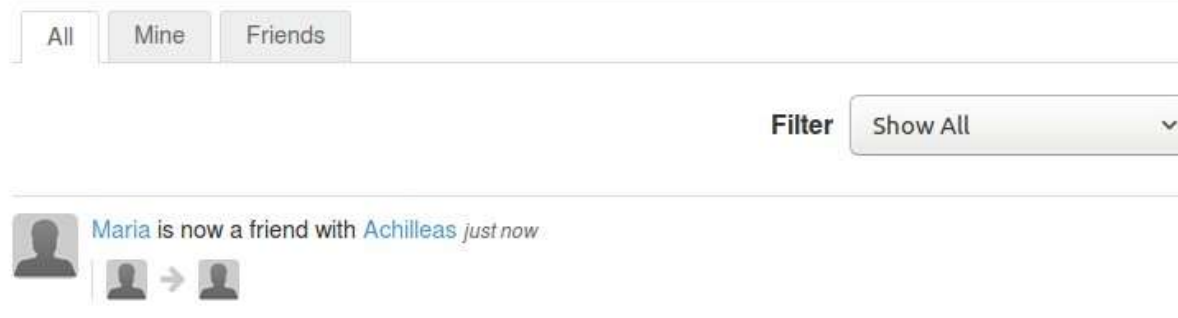 All Mine Friends
Filter Show All
Maria is now a friend with Achilleas just now